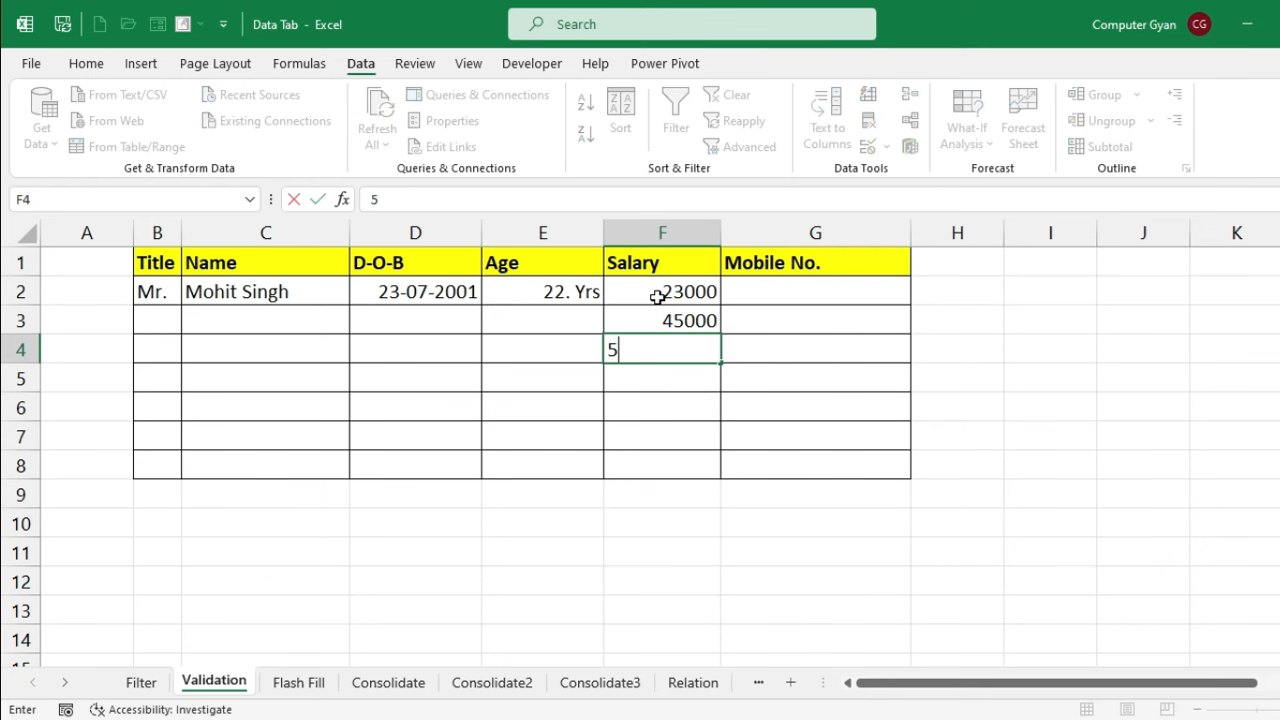 Data Tab - Excel
Search
Computer Gyan CG
File Home Insert Page Layout Formulas Data Review View Developer Help Power Pivot
Get Data
From Text/CSV
From Web
From Table/Range
Recent Sources
Existing Connections
Get & Transform Data
Refresh All
Queries & Connections
Properties
Edit Links
Queries & Connections
Sort
Filter
Clear
Reapply
Advanced
Sort & Filter
Text to Columns
Data Tools
What-If Analysis
Forecast Sheet
Forecast
Group
Ungroup
Subtotal
Outline
F4 fx 5
A B C D E F G H I J K
1 Title Name D-O-B Age Salary Mobile No.
2 Mr. Mohit Singh 23-07-2001 22. Yrs 23000
3 45000
4 5
5
6
7
8
9
10
11
12
13
14
Filter Validation Flash Fill Consolidate Consolidate2 Consolidate3 Relation ...
Enter Accessibility: Investigate